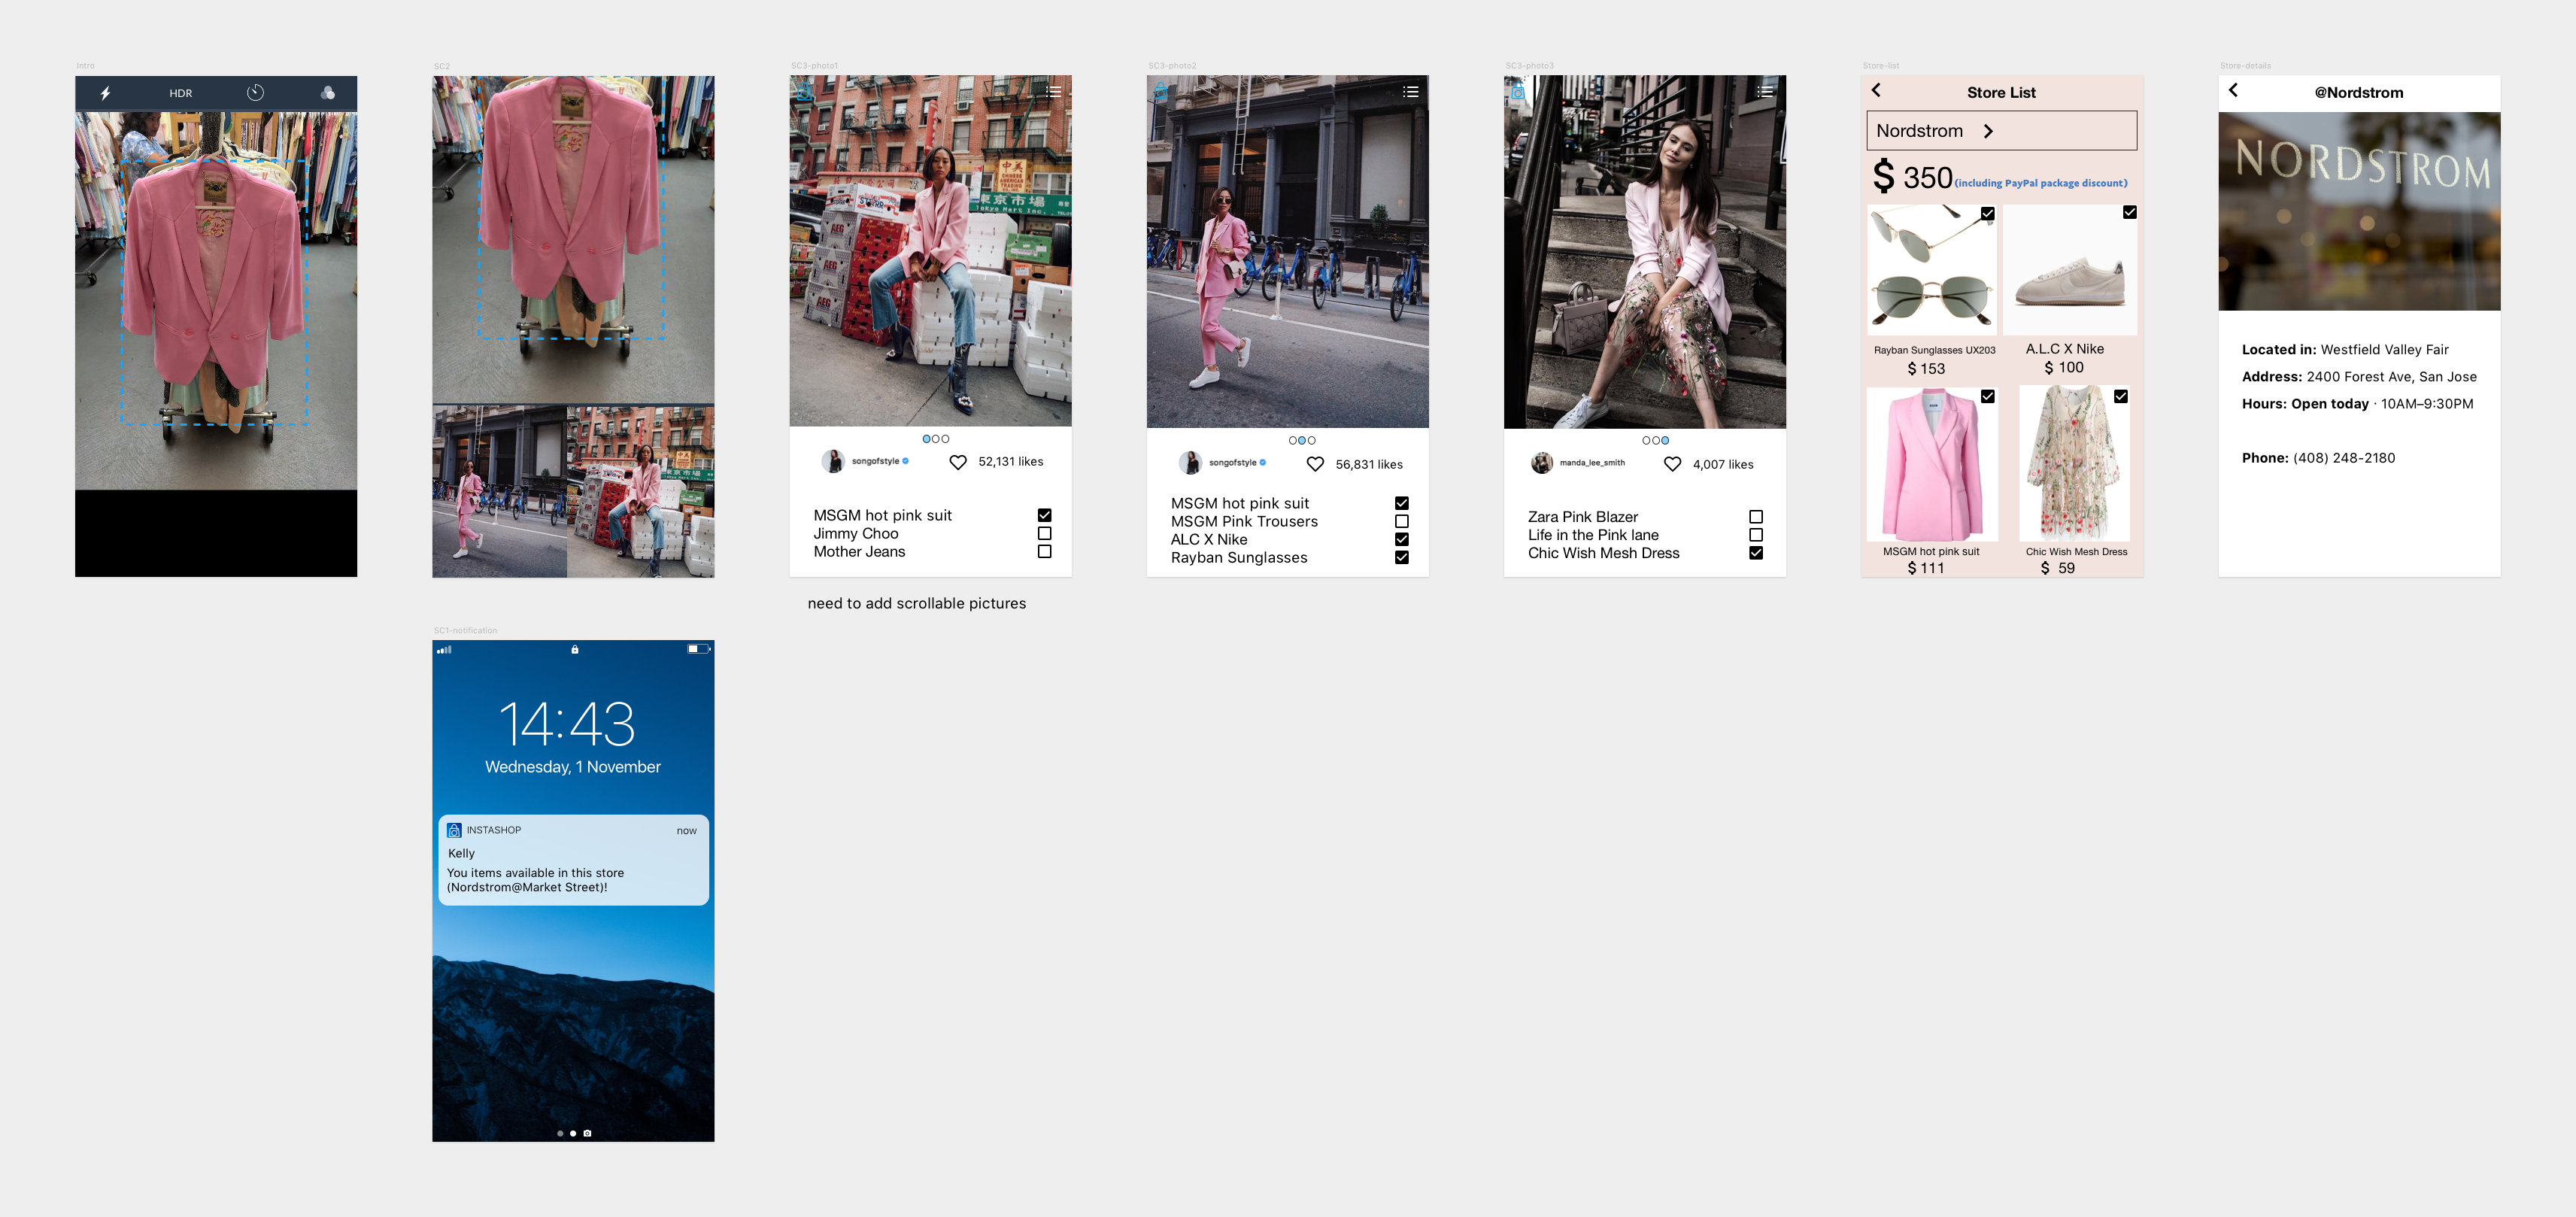 Intro
HDR
SC2
SC3-photo1
songofstyle
52,131 likes
MSGM hot pink suit
Jimmy Choo
Mother Jeans
need to add scrollable pictures
SC3-photo2
songofstyle
56,831 likes
MSGM hot pink suit
MSGM Pink Trousers
ALC X Nike
Rayban Sunglasses
SC3-photo3
manda_lee_smith
4,007 likes
Zara Pink Blazer
Life in the Pink lane
Chic Wish Mesh Dress
Store-list
Store List
Nordstrom
$ 350 (including PayPal package discount)
Rayban Sunglasses UX203
$ 153
A.L.C X Nike
$ 100
MSGM hot pink suit
$ 111
Chic Wish Mesh Dress
$ 59
Store-details
@Nordstrom
NORDSTROM
Located in: Westfield Valley Fair
Address: 2400 Forest Ave, San Jose
Hours: Open today · 10AM–9:30PM
Phone: (408) 248-2180
SC1-notification
14:43
Wednesday, 1 November
INSTASHOP
now
Kelly
You items available in this store
(Nordstrom@Market Street)!